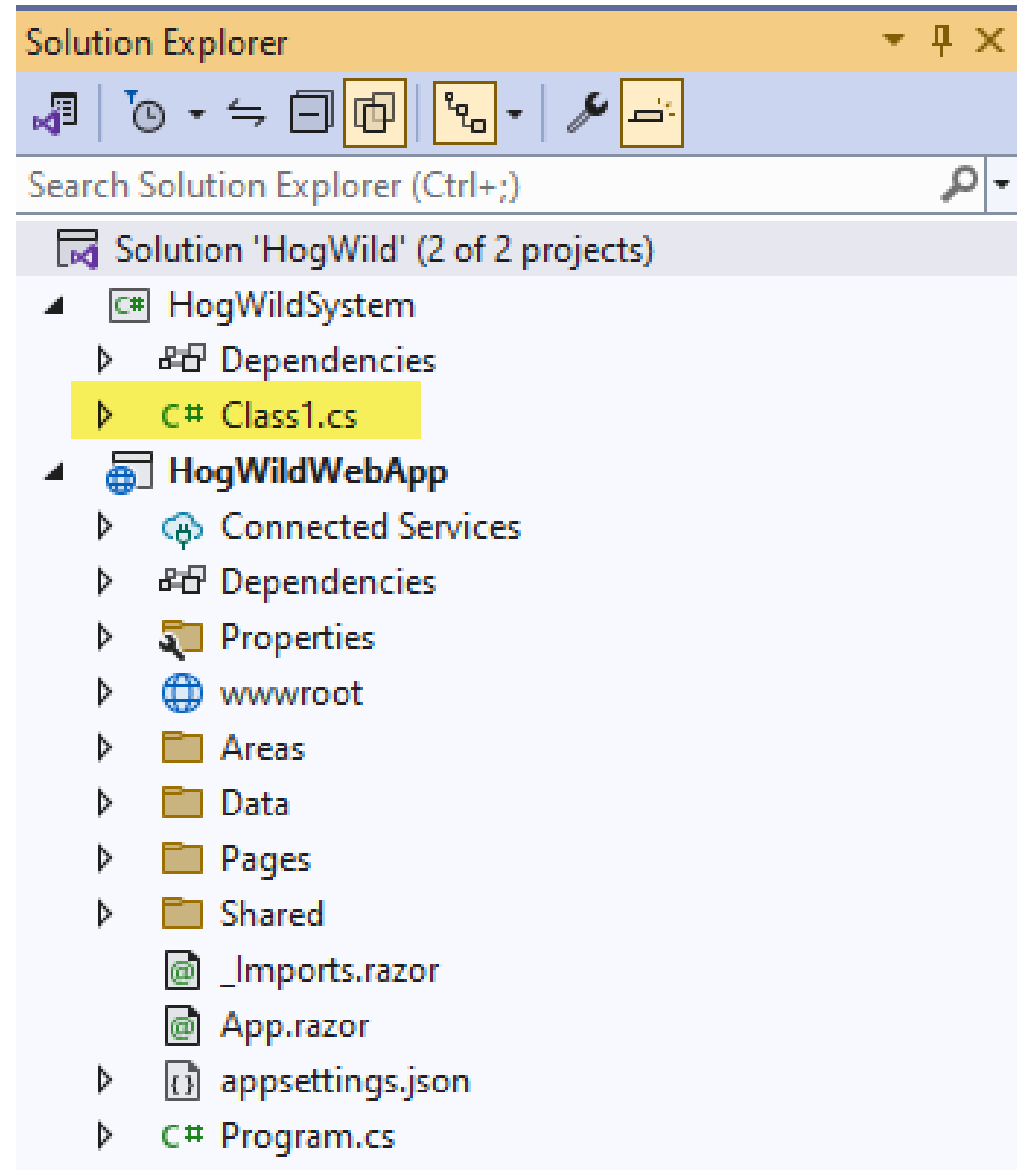 Solution Explorer
Search Solution Explorer (Ctrl+;)
Solution 'HogWild' (2 of 2 projects)
C# HogWildSystem
Dependencies
C# Class1.cs
HogWildWebApp
Connected Services
Dependencies
Properties
wwwroot
Areas
Data
Pages
Shared
@ _Imports.razor
@ App.razor
{} appsettings.json
C# Program.cs